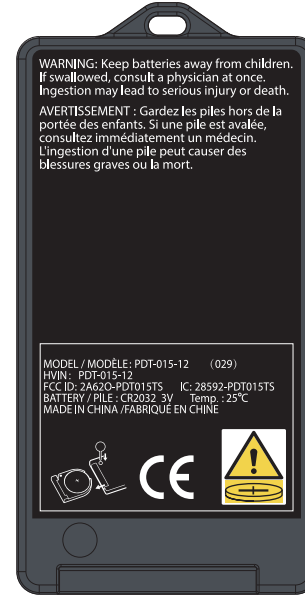 WARNING: Keep batteries away from children.
If swallowed, consult a physician at once.
Ingestion may lead to serious injury or death.
AVERTISSEMENT : Gardez les piles hors de la
portée des enfants. Si une pile est avalée,
consultez immédiatement un médecin.
L'ingestion d'une pile peut causer des
blessures graves ou la mort.
MODEL / MODÈLE: PDT-015-12 (029)
HVIN: PDT-015-12
FCC ID: 2A62O-PDT015TS IC: 28592-PDT015TS
BATTERY / PILE : CR2032 3V Temp. : 25℃
MADE IN CHINA /FABRIQUÉ EN CHINE
CE